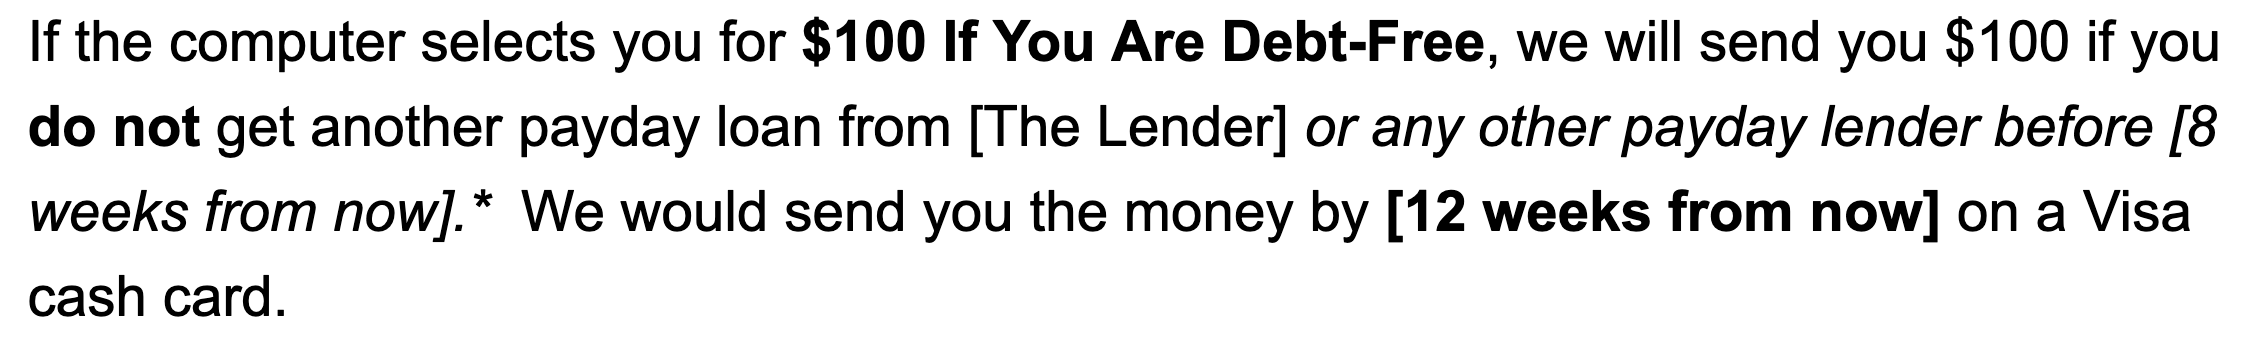 If the computer selects you for $100 If You Are Debt-Free, we will send you $100 if you
do not get another payday loan from [The Lender] or any other payday lender before [8
weeks from now].* We would send you the money by [12 weeks from now] on a Visa
cash card.